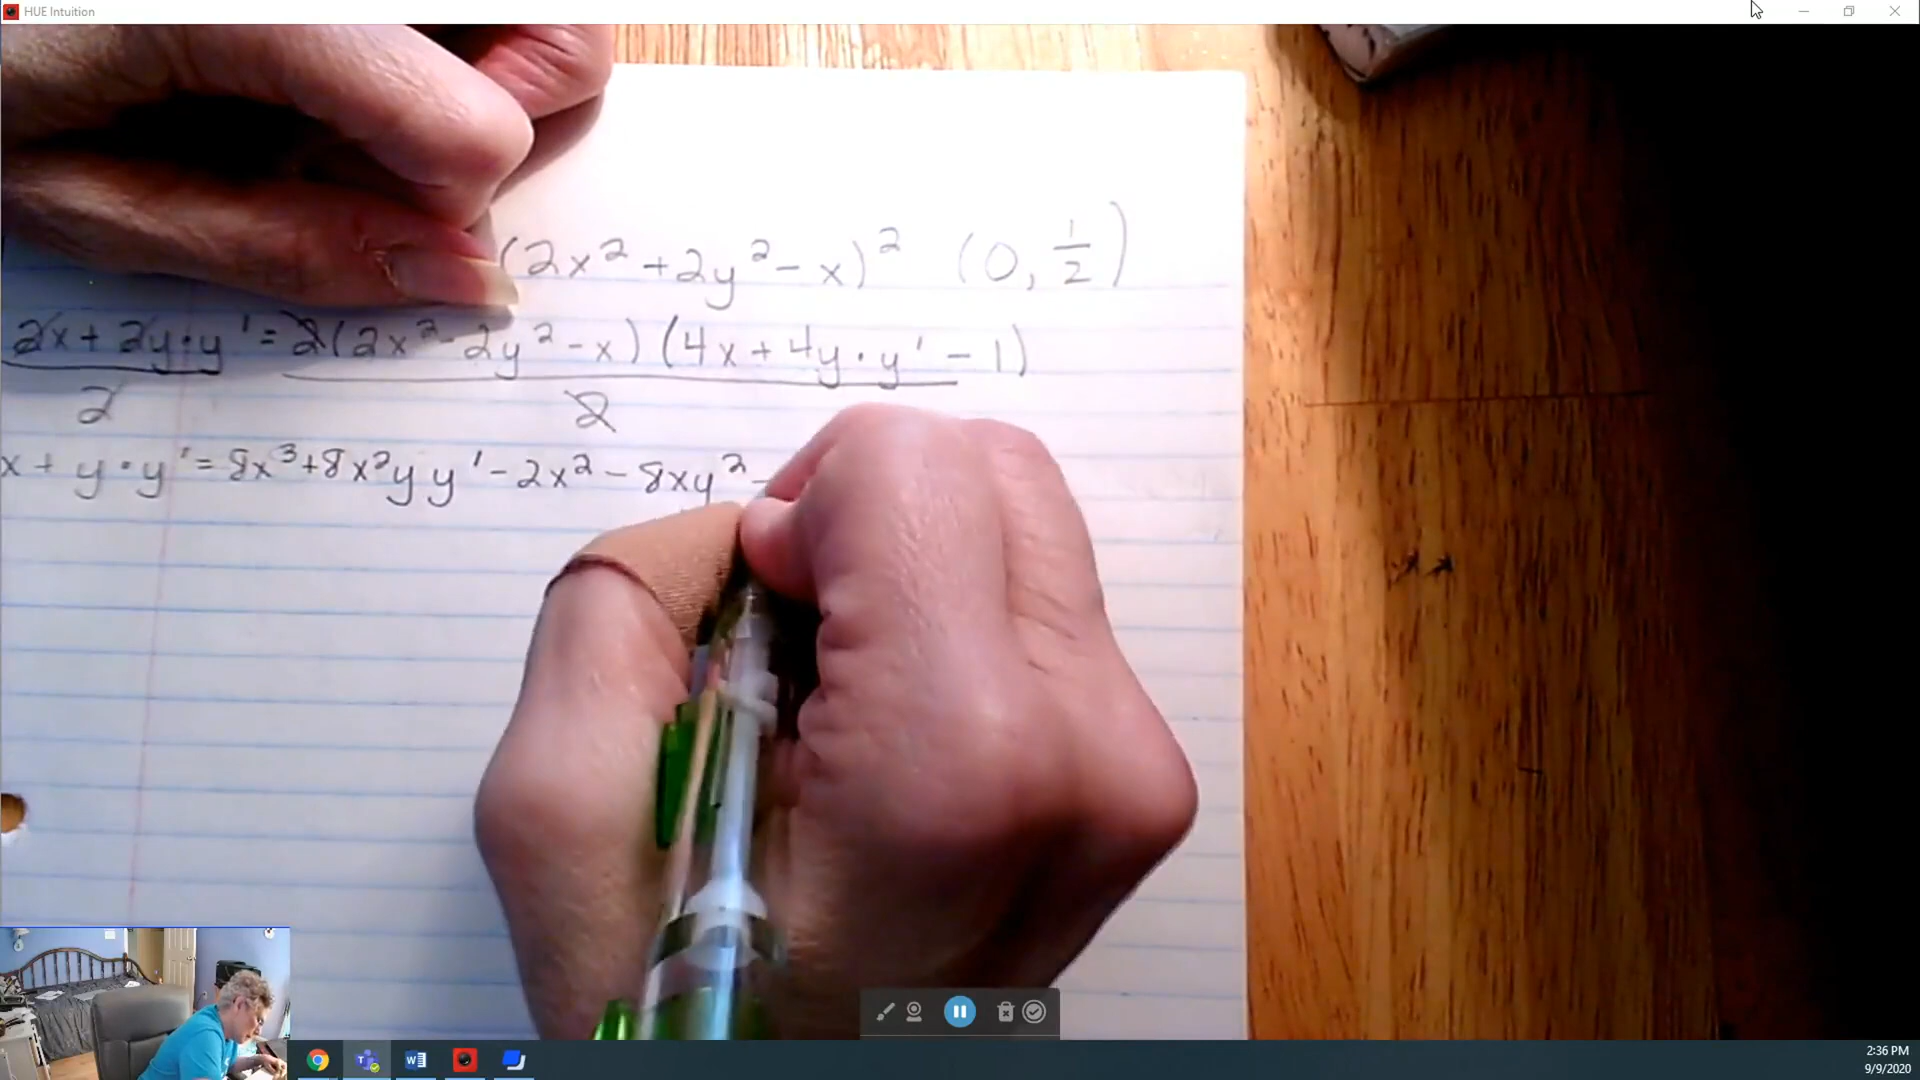 HUE Intuition
(2x² + 2y² - x)² (0, 1/2)
2x + 2y·y' = 2(2x² - 2y² - x)(4x + 4y·y' - 1)
2 2
x + y·y' = 8x³ + 8x²yy' - 2x² - 8xy² -
2:36 PM
9/9/2020